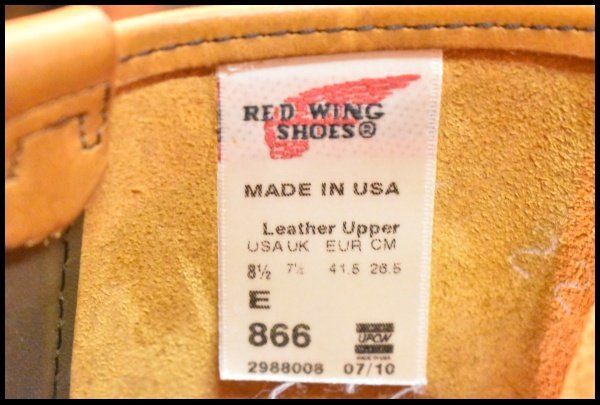 RED WING
SHOES®
MADE IN USA
Leather Upper
USA UK EUR CM
8½ 7½ 41.5 26.5
E
866
UFCW
2988008 07/10